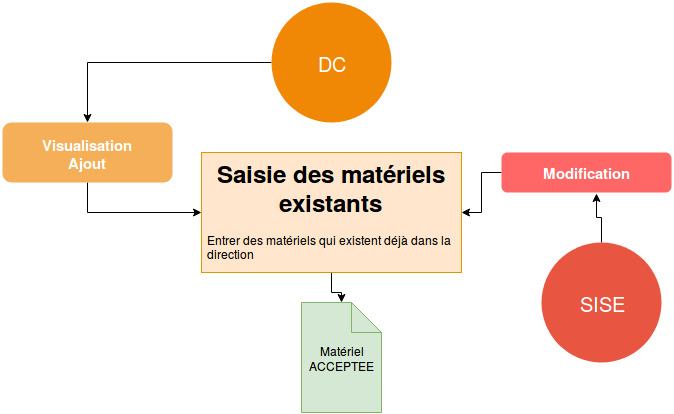 DC
Visualisation
Ajout
Saisie des matériels
existants
Entrer des matériels qui existent déjà dans la
direction
Modification
SISE
Matériel
ACCEPTEE